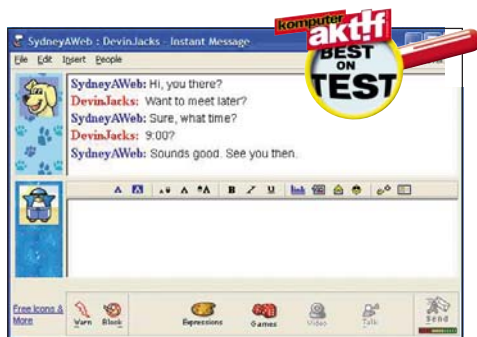 SydneyAWeb : DevinJacks - Instant Message
komputer
aktif
BEST
ON
TEST
File Edit Insert People
SydneyAWeb: Hi, you there?
DevinJacks: Want to meet later?
SydneyAWeb: Sure, what time?
DevinJacks: 9:00?
SydneyAWeb: Sounds good. See you then.
A A A A A B I U link
Free Icons &
More
Warn Block Expressions Games Video Talk Send